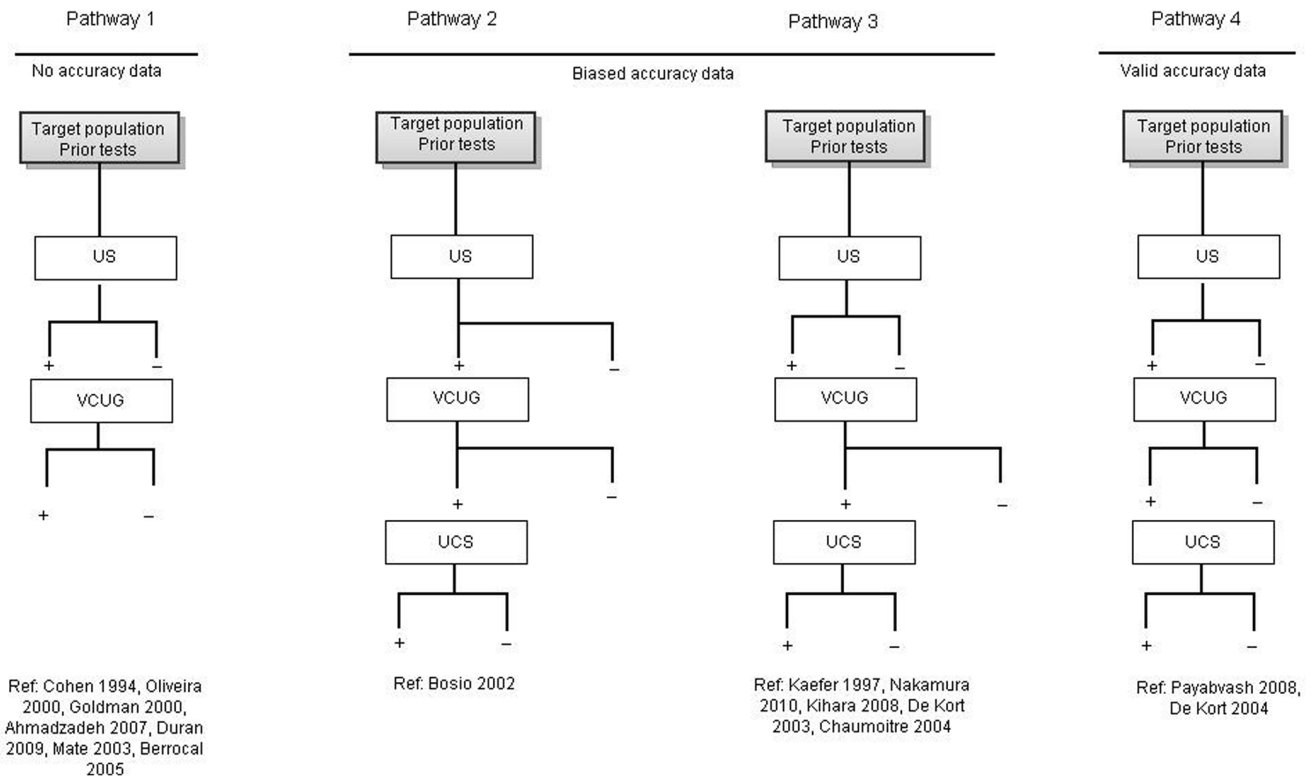 Pathway 1
No accuracy data
Target population
Prior tests
US
+
−
VCUG
+
−
Ref: Cohen 1994, Oliveira
2000, Goldman 2000,
Ahmadzadeh 2007, Duran
2009, Mate 2003, Berrocal
2005
Pathway 2
Pathway 3
Biased accuracy data
Target population
Prior tests
US
+
−
VCUG
+
−
UCS
+
−
Ref: Bosio 2002
Target population
Prior tests
US
+
−
VCUG
+
−
UCS
+
−
Ref: Kaefer 1997, Nakamura
2010, Kihara 2008, De Kort
2003, Chaumoitre 2004
Pathway 4
Valid accuracy data
Target population
Prior tests
US
+
−
VCUG
+
−
UCS
+
−
Ref: Payabvash 2008,
De Kort 2004